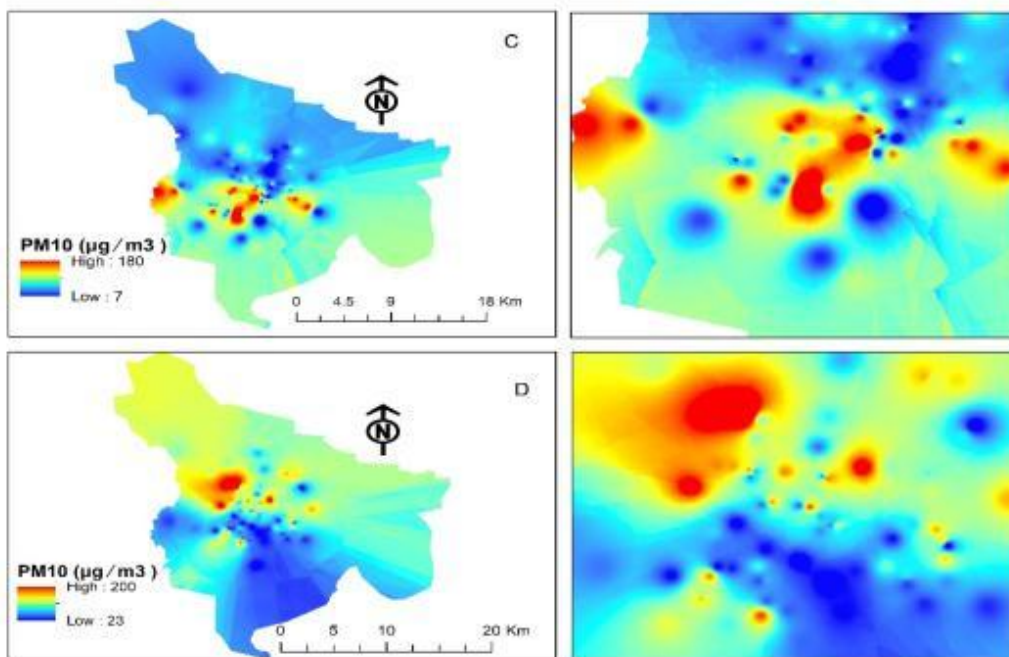 C
N
PM10 (µg/m3)
High : 180
Low : 7
0 4.5 9 18 Km
D
N
PM10 (µg/m3)
High : 200
Low : 23
0 5 10 20 Km